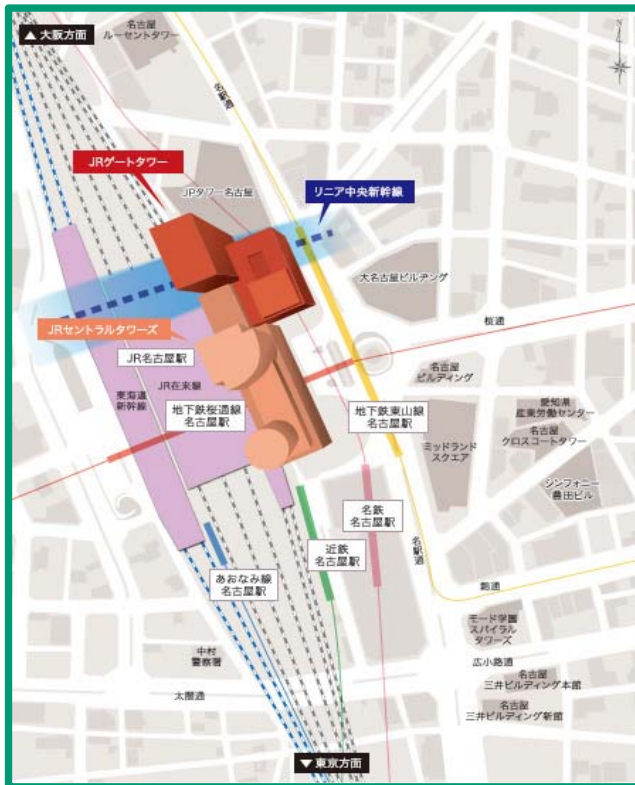 ▲ 大阪方面
名古屋
ルーセントタワー
N
名駅通
JRゲートタワー
JPタワー名古屋
リニア中央新幹線
大名古屋ビルヂング
桜通
JRセントラルタワーズ
JR名古屋駅
東海道
新幹線
JR在来線
地下鉄桜通線
名古屋駅
地下鉄東山線
名古屋駅
名古屋
ビルディング
ミッドランド
スクエア
愛知県
産業労働センター
名古屋
クロスコートタワー
シンフォニー
豊田ビル
名鉄
名古屋駅
近鉄
名古屋駅
名駅通
あおなみ線
名古屋駅
錦通
モード学園
スパイラル
タワーズ
中村
警察署
広小路通
太閤通
名古屋
三井ビルディング本館
名古屋
三井ビルディング新館
▼ 東京方面